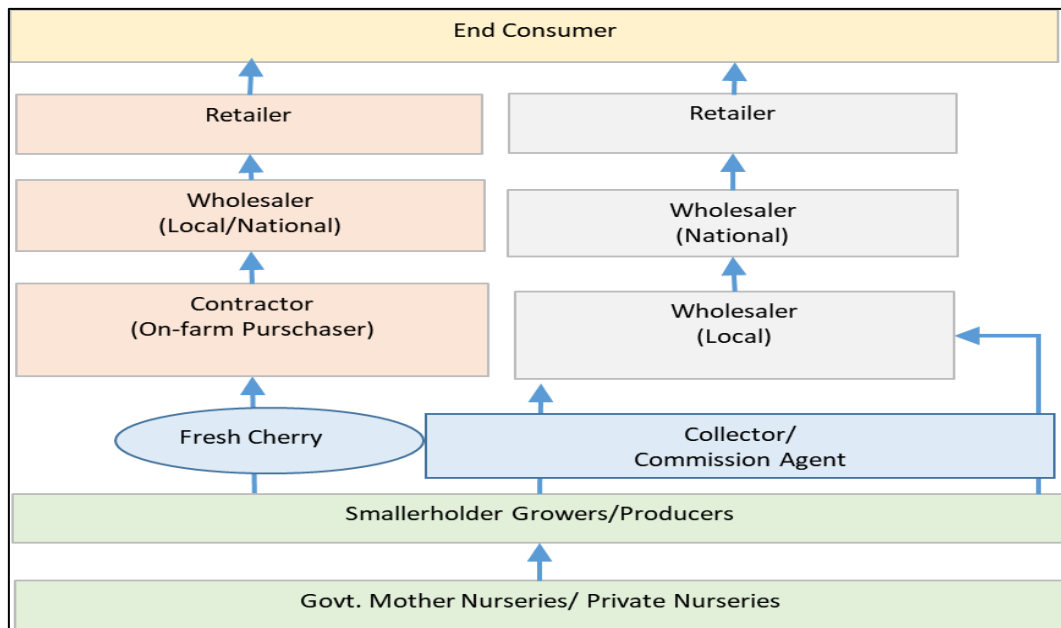 End Consumer
Retailer
Retailer
Wholesaler
(Local/National)
Wholesaler
(National)
Contractor
(On-farm Purschaser)
Wholesaler
(Local)
Fresh Cherry
Collector/
Commission Agent
Smallerholder Growers/Producers
Govt. Mother Nurseries/ Private Nurseries